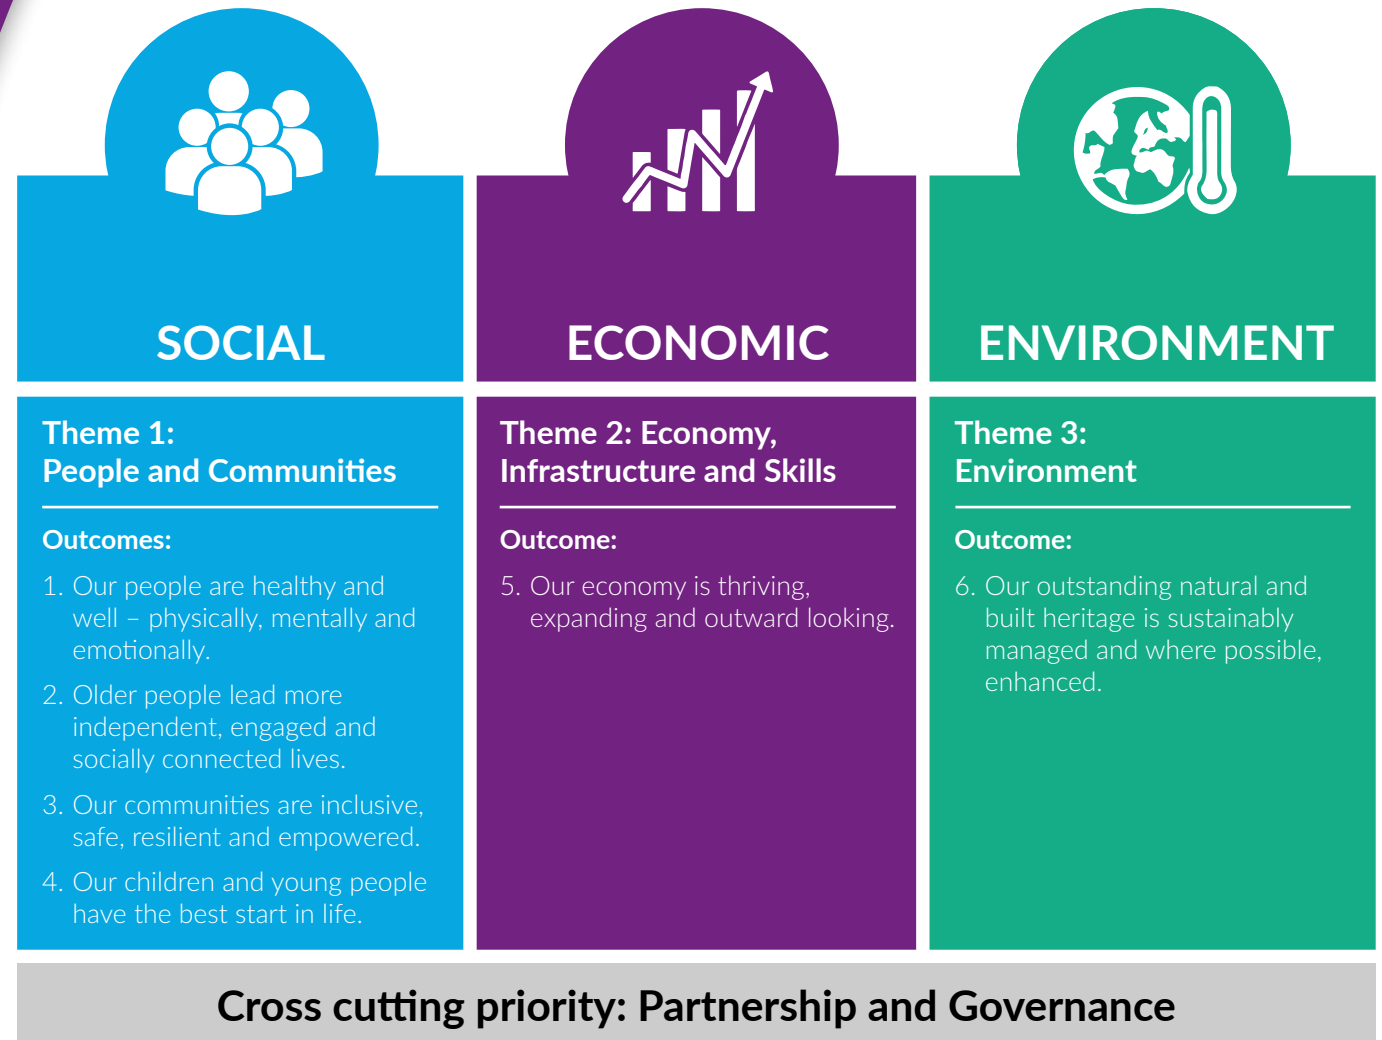 SOCIAL
Theme 1:
People and Communities
Outcomes:
1. Our people are healthy and
well – physically, mentally and
emotionally.
2. Older people lead more
independent, engaged and
socially connected lives.
3. Our communities are inclusive,
safe, resilient and empowered.
4. Our children and young people
have the best start in life.
ECONOMIC
Theme 2: Economy,
Infrastructure and Skills
Outcome:
5. Our economy is thriving,
expanding and outward looking.
ENVIRONMENT
Theme 3:
Environment
Outcome:
6. Our outstanding natural and
built heritage is sustainably
managed and where possible,
enhanced.
Cross cutting priority: Partnership and Governance